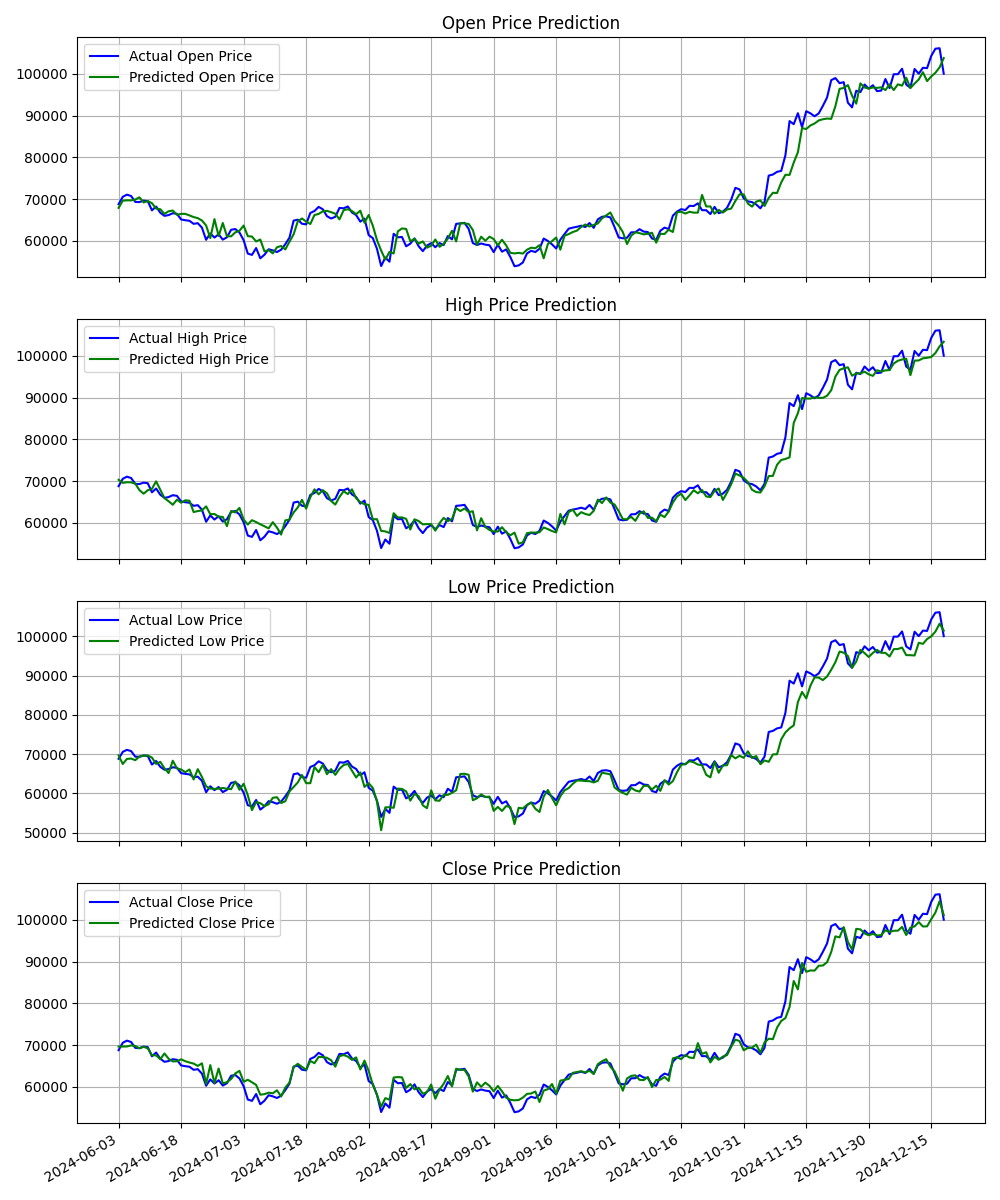 Open Price Prediction
Actual Open Price
Predicted Open Price
100000
90000
80000
70000
60000
High Price Prediction
Actual High Price
Predicted High Price
100000
90000
80000
70000
60000
Low Price Prediction
Actual Low Price
Predicted Low Price
100000
90000
80000
70000
60000
50000
Close Price Prediction
Actual Close Price
Predicted Close Price
100000
90000
80000
70000
60000
2024-06-03
2024-06-18
2024-07-03
2024-07-18
2024-08-02
2024-08-17
2024-09-01
2024-09-16
2024-10-01
2024-10-16
2024-10-31
2024-11-15
2024-11-30
2024-12-15